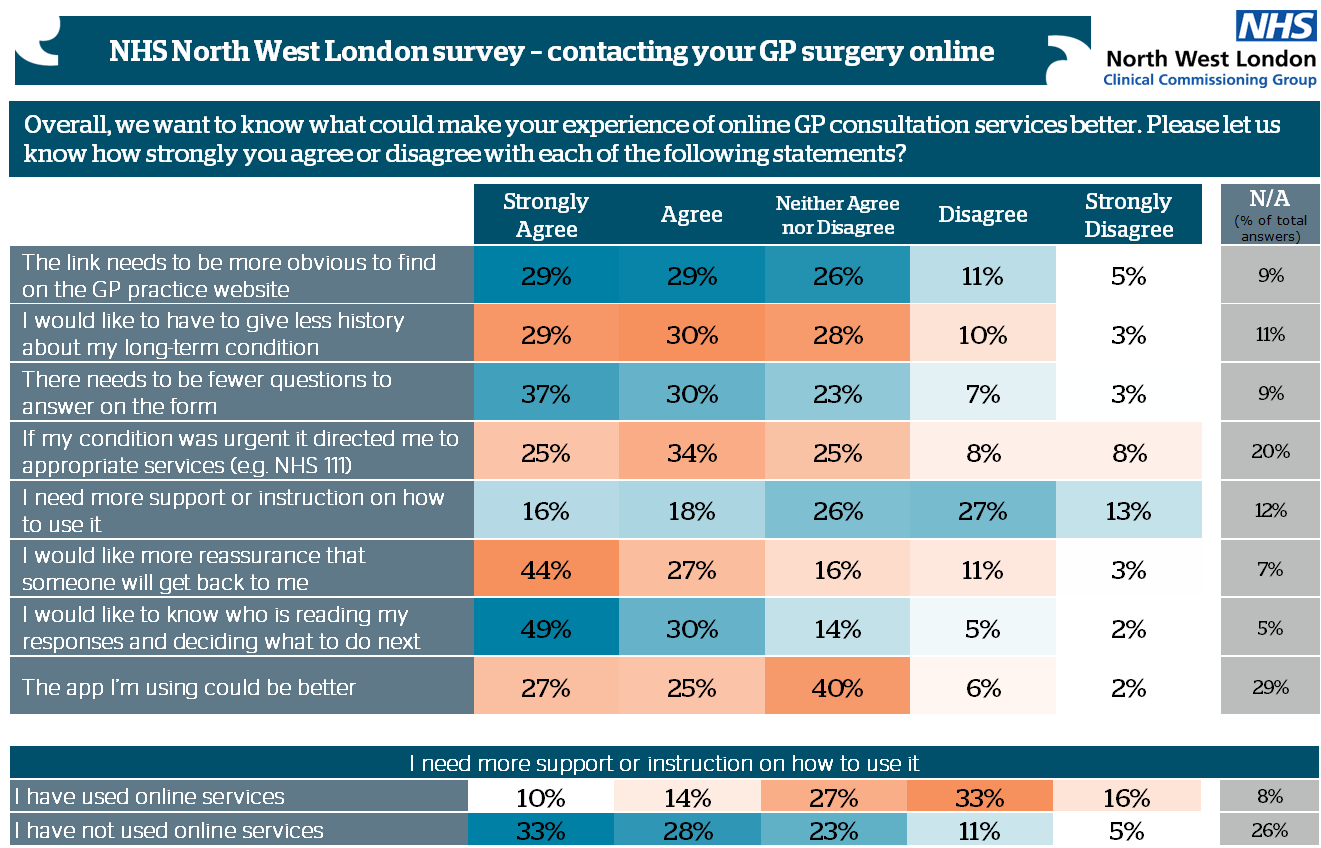 NHS North West London survey – contacting your GP surgery online
NHS
North West London
Clinical Commissioning Group
Overall, we want to know what could make your experience of online GP consultation services better. Please let us
know how strongly you agree or disagree with each of the following statements?
Strongly Agree Agree Neither Agree nor Disagree Disagree Strongly Disagree N/A (% of total answers)
The link needs to be more obvious to find
on the GP practice website
29% 29% 26% 11% 5% 9%
I would like to have to give less history
about my long-term condition
29% 30% 28% 10% 3% 11%
There needs to be fewer questions to
answer on the form
37% 30% 23% 7% 3% 9%
If my condition was urgent it directed me to
appropriate services (e.g. NHS 111)
25% 34% 25% 8% 8% 20%
I need more support or instruction on how
to use it
16% 18% 26% 27% 13% 12%
I would like more reassurance that
someone will get back to me
44% 27% 16% 11% 3% 7%
I would like to know who is reading my
responses and deciding what to do next
49% 30% 14% 5% 2% 5%
The app I'm using could be better
27% 25% 40% 6% 2% 29%
I need more support or instruction on how to use it
I have used online services 10% 14% 27% 33% 16% 8%
I have not used online services 33% 28% 23% 11% 5% 26%